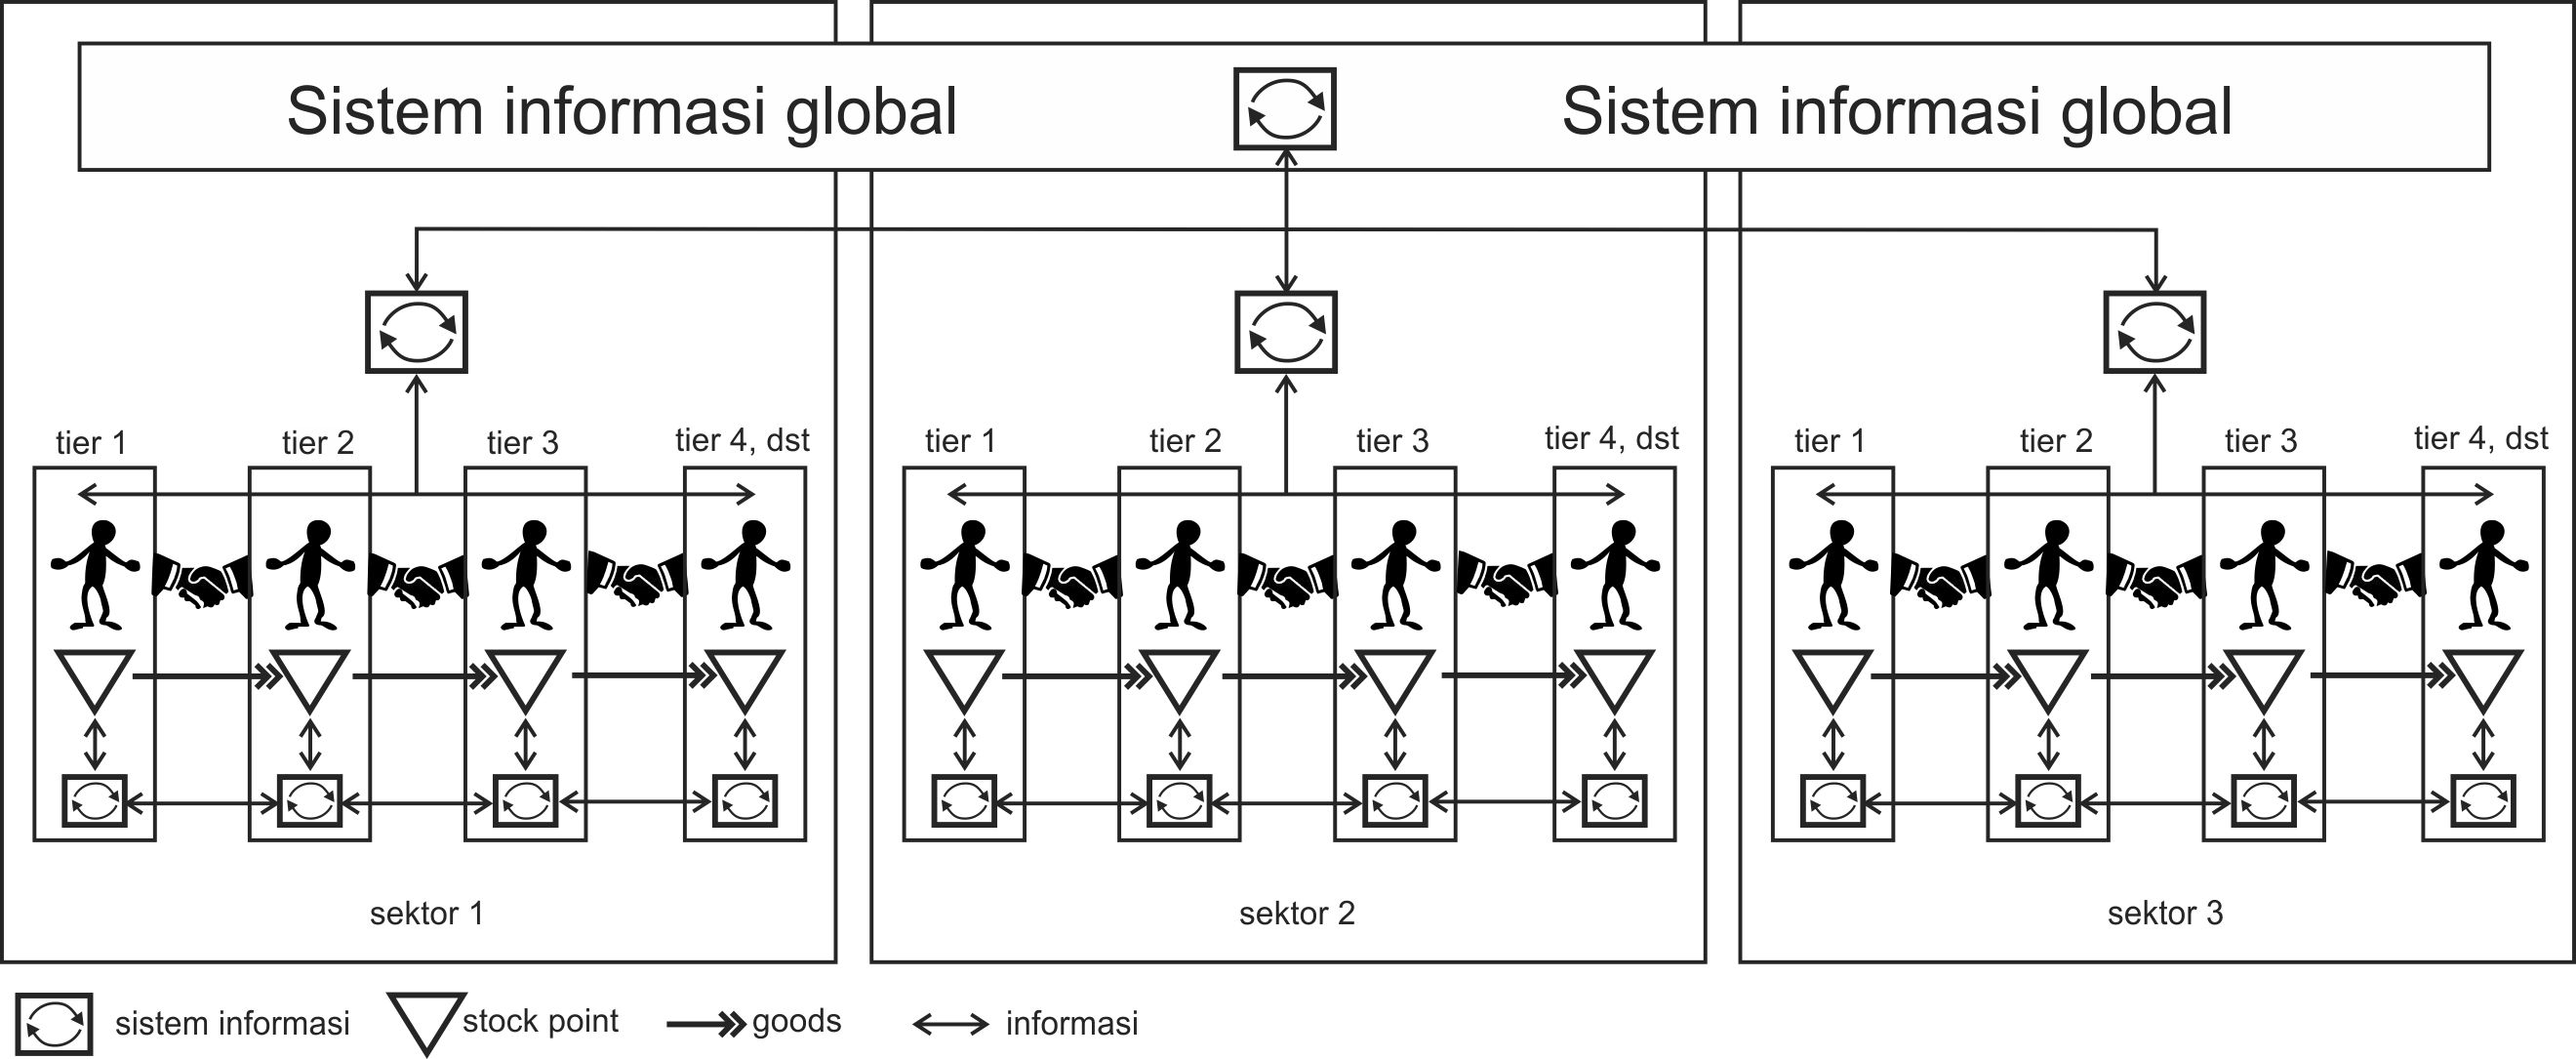 Sistem informasi global Sistem informasi global
tier 1 tier 2 tier 3 tier 4, dst tier 1 tier 2 tier 3 tier 4, dst tier 1 tier 2 tier 3 tier 4, dst
sektor 1 sektor 2 sektor 3
sistem informasi stock point goods informasi